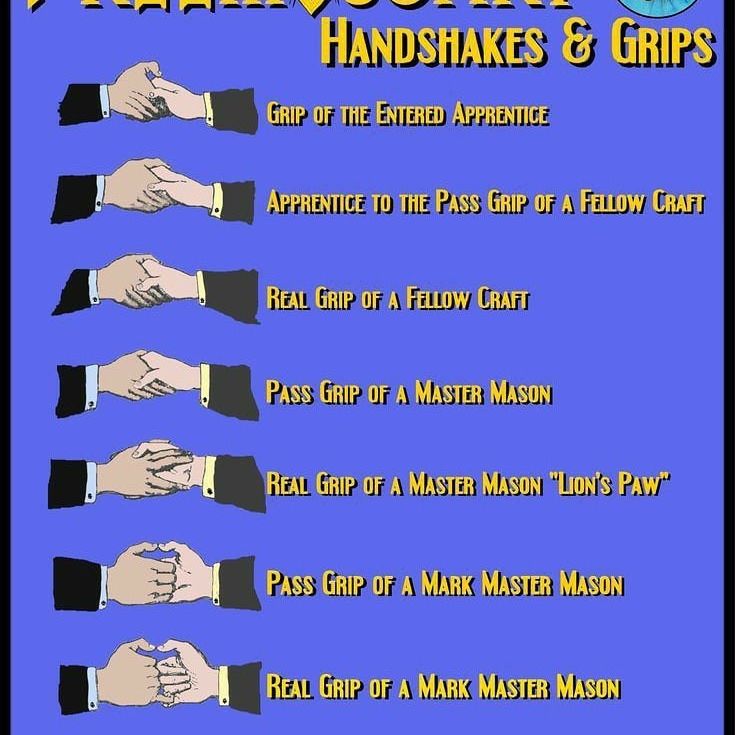 Freemasonry
Handshakes & Grips
Grip of the Entered Apprentice
Apprentice to the Pass Grip of a Fellow Craft
Real Grip of a Fellow Craft
Pass Grip of a Master Mason
Real Grip of a Master Mason "Lion's Paw"
Pass Grip of a Mark Master Mason
Real Grip of a Mark Master Mason